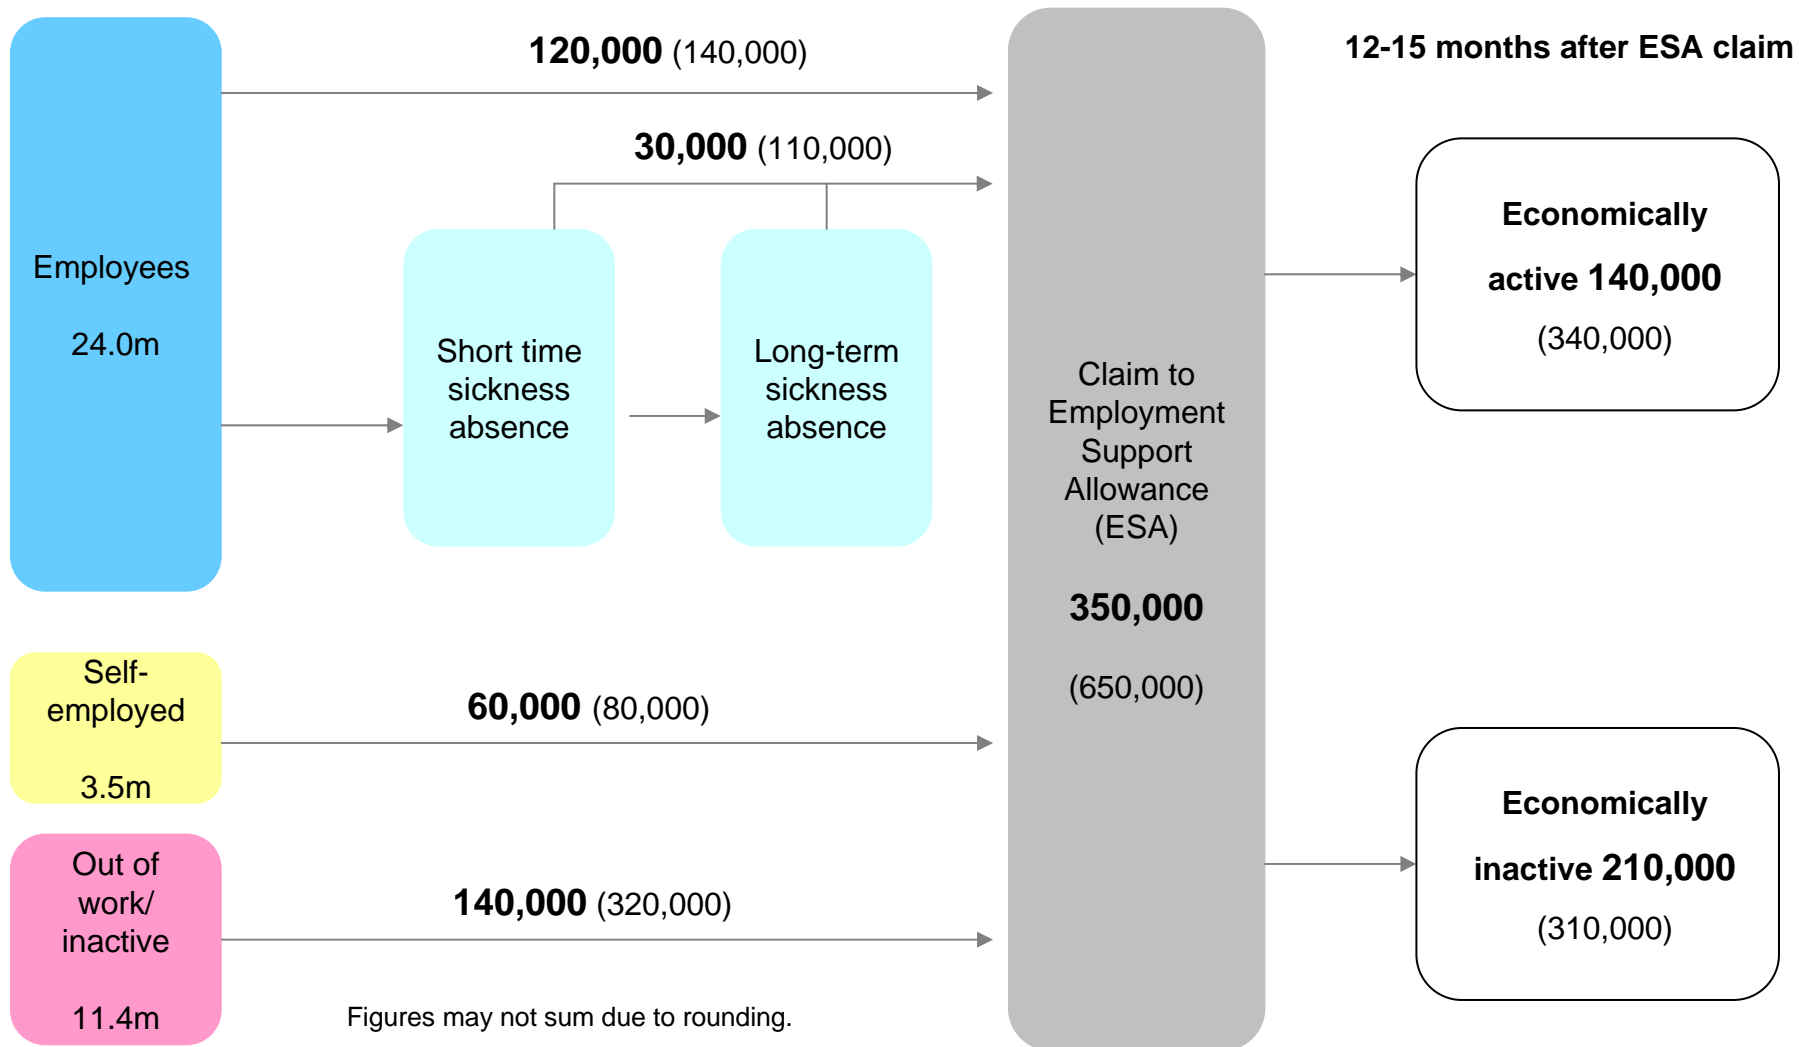 12-15 months after ESA claim
120,000 (140,000)
30,000 (110,000)
Employees
24.0m
Short time
sickness
absence
Long-term
sickness
absence
Self-
employed
3.5m
60,000 (80,000)
Out of
work/
inactive
11.4m
140,000 (320,000)
Claim to
Employment
Support
Allowance
(ESA)
350,000
(650,000)
Economically
active 140,000
(340,000)
Economically
inactive 210,000
(310,000)
Figures may not sum due to rounding.